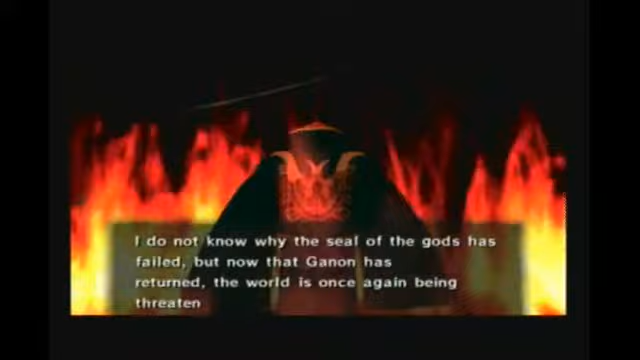 I do not know why the seal of the gods has
failed, but now that Ganon has
returned, the world is once again being
threaten